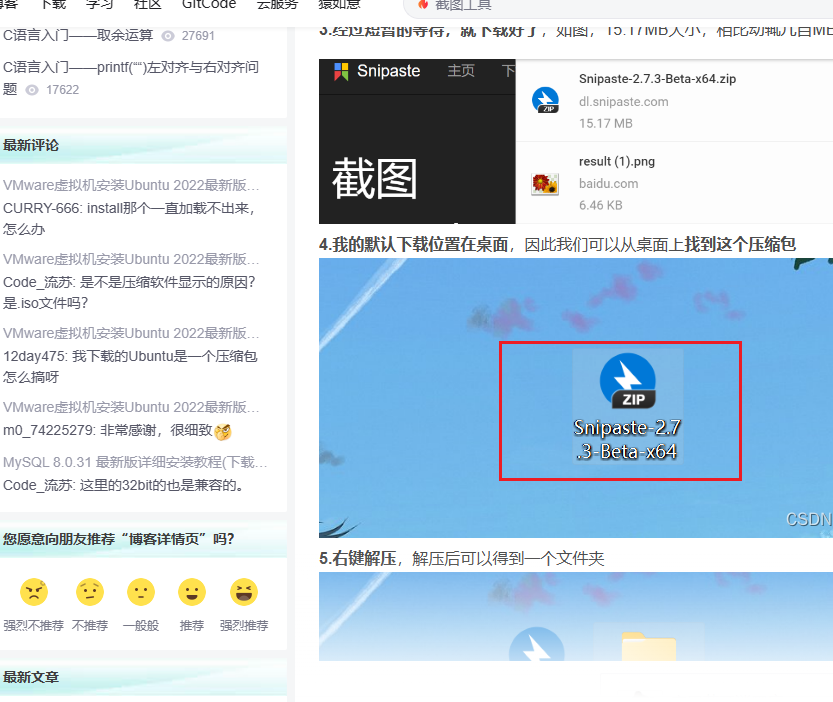 博客 下载 学习 社区 GitCode 云服务 猿如意 截图工具
C语言入门——取余运算 27691
C语言入门——printf(““)左对齐与右对齐问
题 17622
最新评论
VMware虚拟机安装Ubuntu 2022最新版...
CURRY-666: install那个一直加载不出来，
怎么办
VMware虚拟机安装Ubuntu 2022最新版...
Code_流苏: 是不是压缩软件显示的原因？
是.iso文件吗？
VMware虚拟机安装Ubuntu 2022最新版...
12day475: 我下载的Ubuntu是一个压缩包
怎么搞呀
VMware虚拟机安装Ubuntu 2022最新版...
m0_74225279: 非常感谢，很细致
MySQL 8.0.31 最新版详细安装教程(下载...
Code_流苏: 这里的32bit的也是兼容的。
您愿意向朋友推荐“博客详情页”吗？
强烈不推荐 不推荐 一般般 推荐 强烈推荐
最新文章
3.经过短暂的等待，就下载好了，如图，15.17MB大小，相比动辄几百MB
Snipaste 主页 下
截图
Snipaste-2.7.3-Beta-x64.zip
dl.snipaste.com
15.17 MB
result (1).png
baidu.com
6.46 KB
ZIP
4.我的默认下载位置在桌面，因此我们可以从桌面上找到这个压缩包
ZIP
Snipaste-2.7
.3-Beta-x64
CSDN
5.右键解压，解压后可以得到一个文件夹